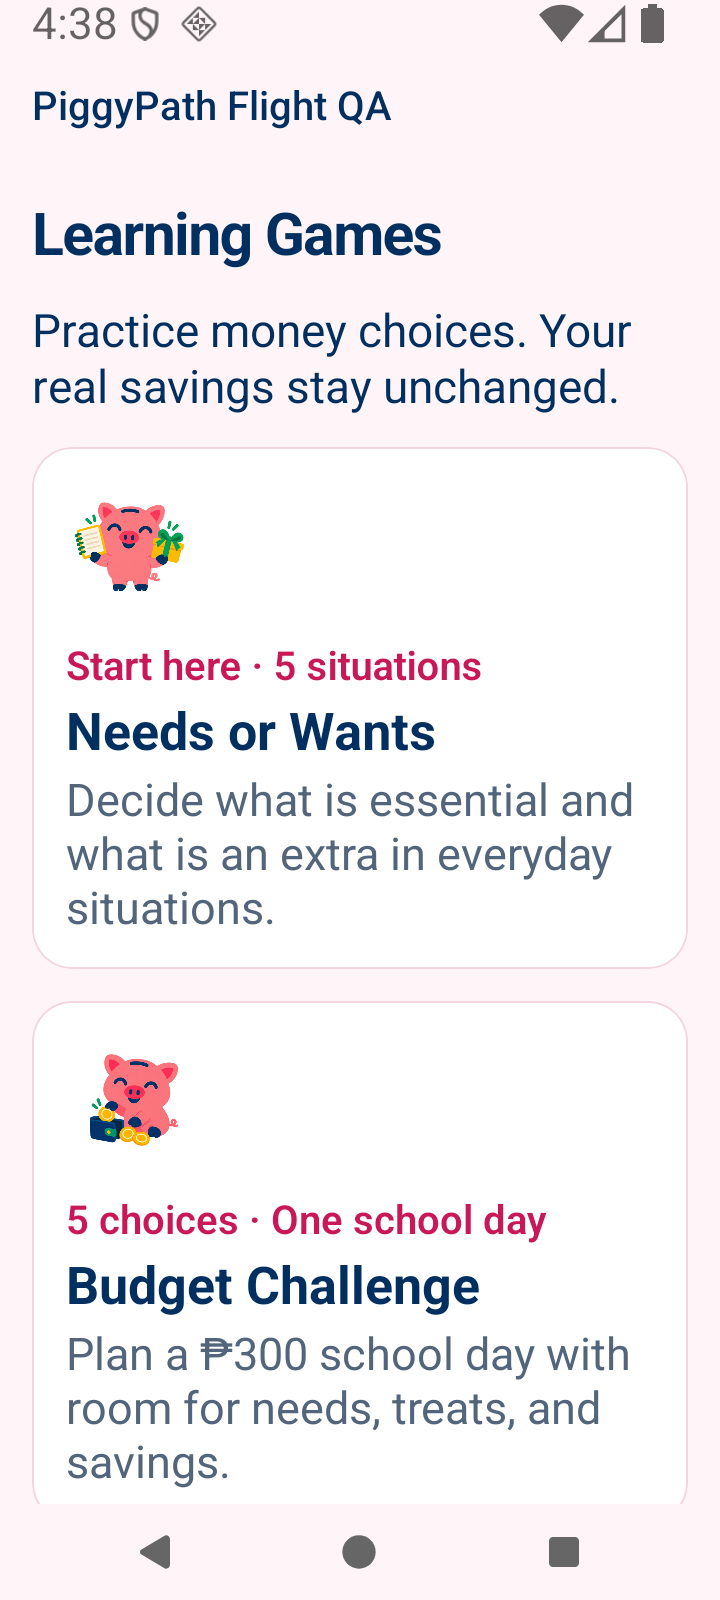 4:38
PiggyPath Flight QA
Learning Games
Practice money choices. Your
real savings stay unchanged.
Start here · 5 situations
Needs or Wants
Decide what is essential and
what is an extra in everyday
situations.
5 choices · One school day
Budget Challenge
Plan a ₱300 school day with
room for needs, treats, and
savings.